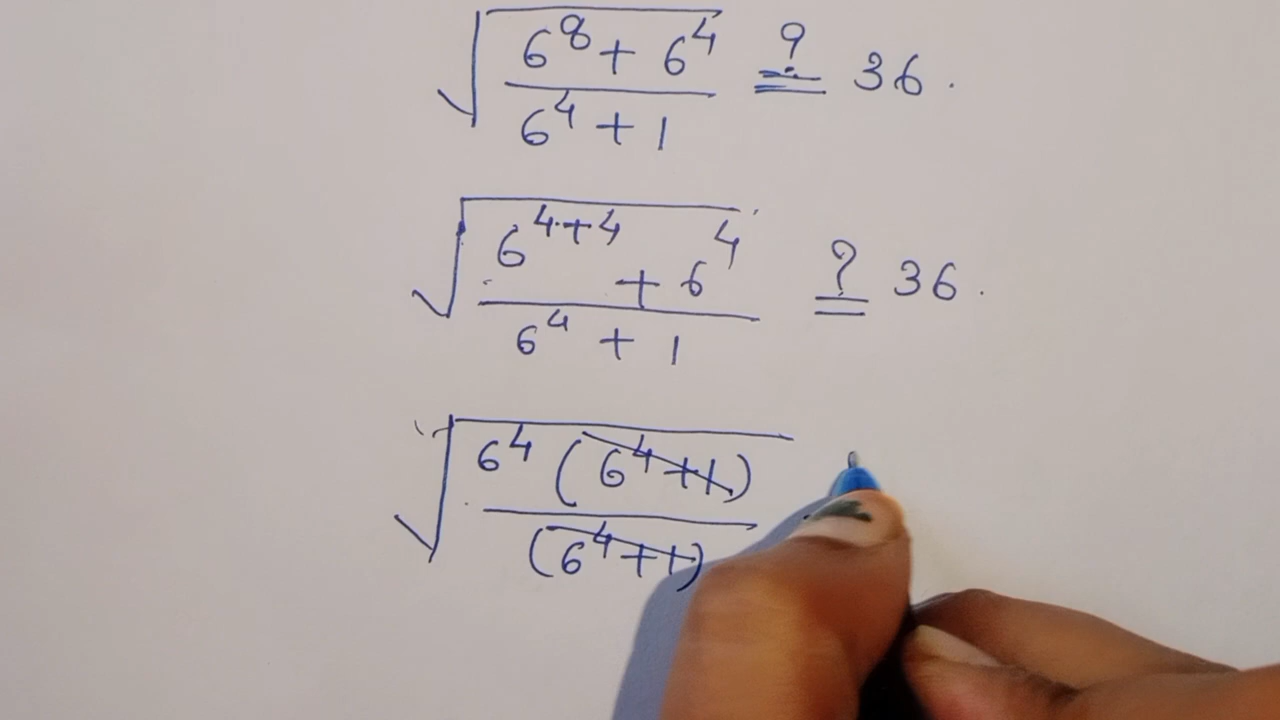 √((6^8 + 6^4)/(6^4 + 1)) ≟ 36.
√((6^{4+4} + 6^4)/(6^4 + 1)) ≟ 36.
√((6^4 (6^4+1))/((6^4+1)))